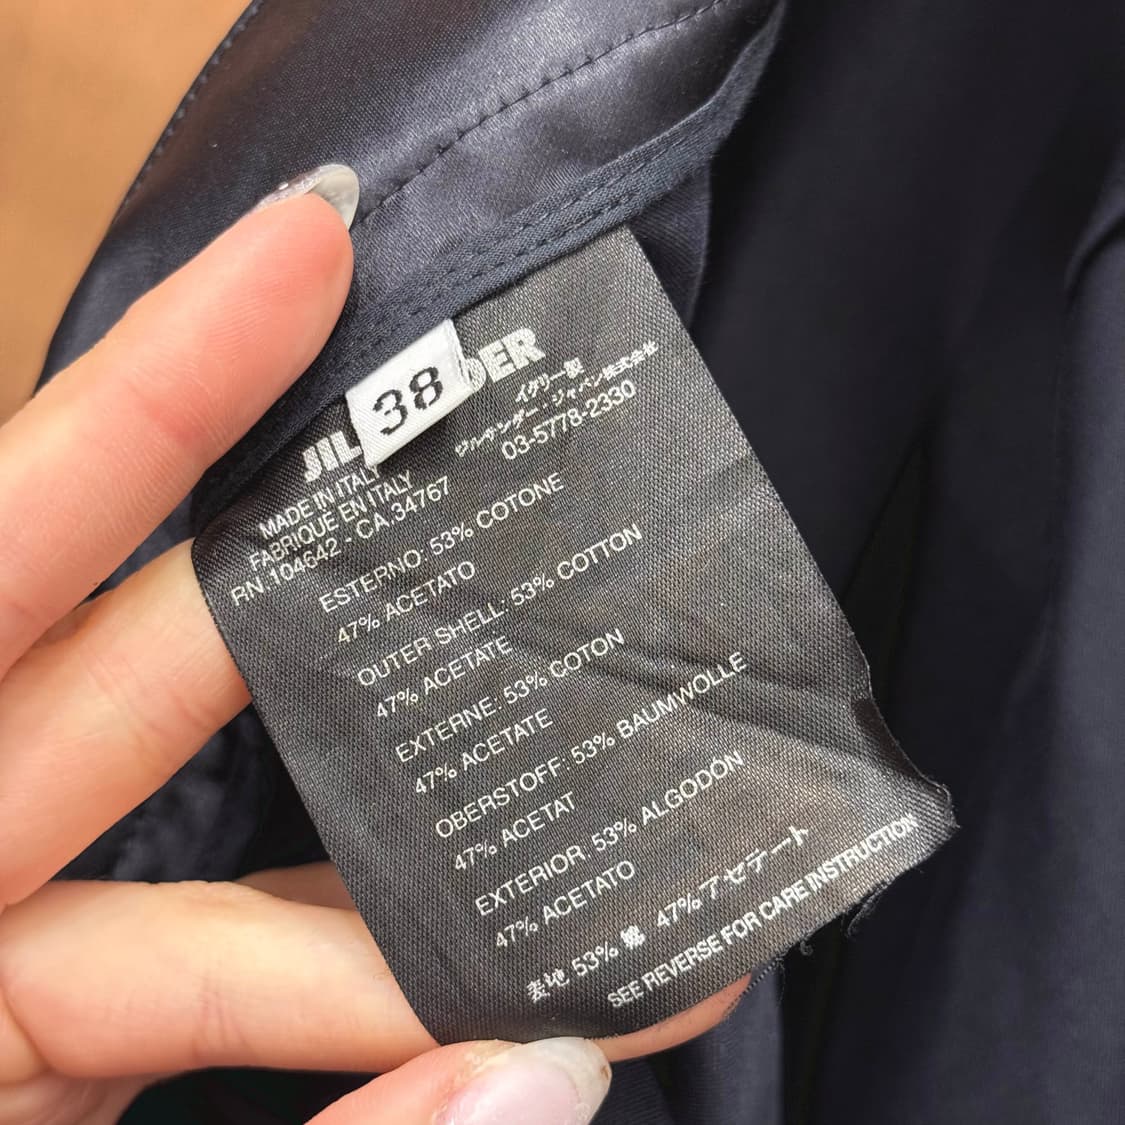 38
JIL DER
MADE IN ITALY
FABRIQUE EN ITALY
RN.104642 - CA.34767
イタリー製
ジルサンダー・ジャパン株式会社
03-5778-2330
ESTERNO: 53% COTONE
47% ACETATO
OUTER SHELL: 53% COTTON
47% ACETATE
EXTERNE: 53% COTON
47% ACETATE
OBERSTOFF: 53% BAUMWOLLE
47% ACETAT
EXTERIOR: 53% ALGODÓN
47% ACETATO
表地 53% 綿 47% アセテート
SEE REVERSE FOR CARE INSTRUCTION